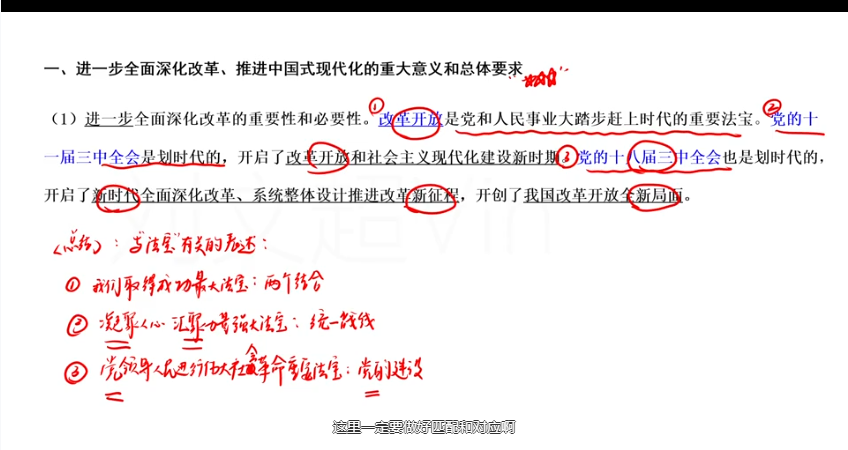 一、进一步全面深化改革、推进中国式现代化的重大意义和总体要求
（1）进一步全面深化改革的重要性和必要性。①改革开放是党和人民事业大踏步赶上时代的重要法宝。②党的十
一届三中全会是划时代的，开启了改革开放和社会主义现代化建设新时期③党的十八届三中全会也是划时代的，
开启了新时代全面深化改革、系统整体设计推进改革新征程，开创了我国改革开放全新局面。
（总结）：与"法宝"有关的表述：
① 我们取得成功最大法宝：两个结合
② 凝聚人心 汇聚力量强大法宝：统一战线
③ 党领导人民进行伟大社会革命重要法宝：党的建设
这里一定要做好匹配和对应啊